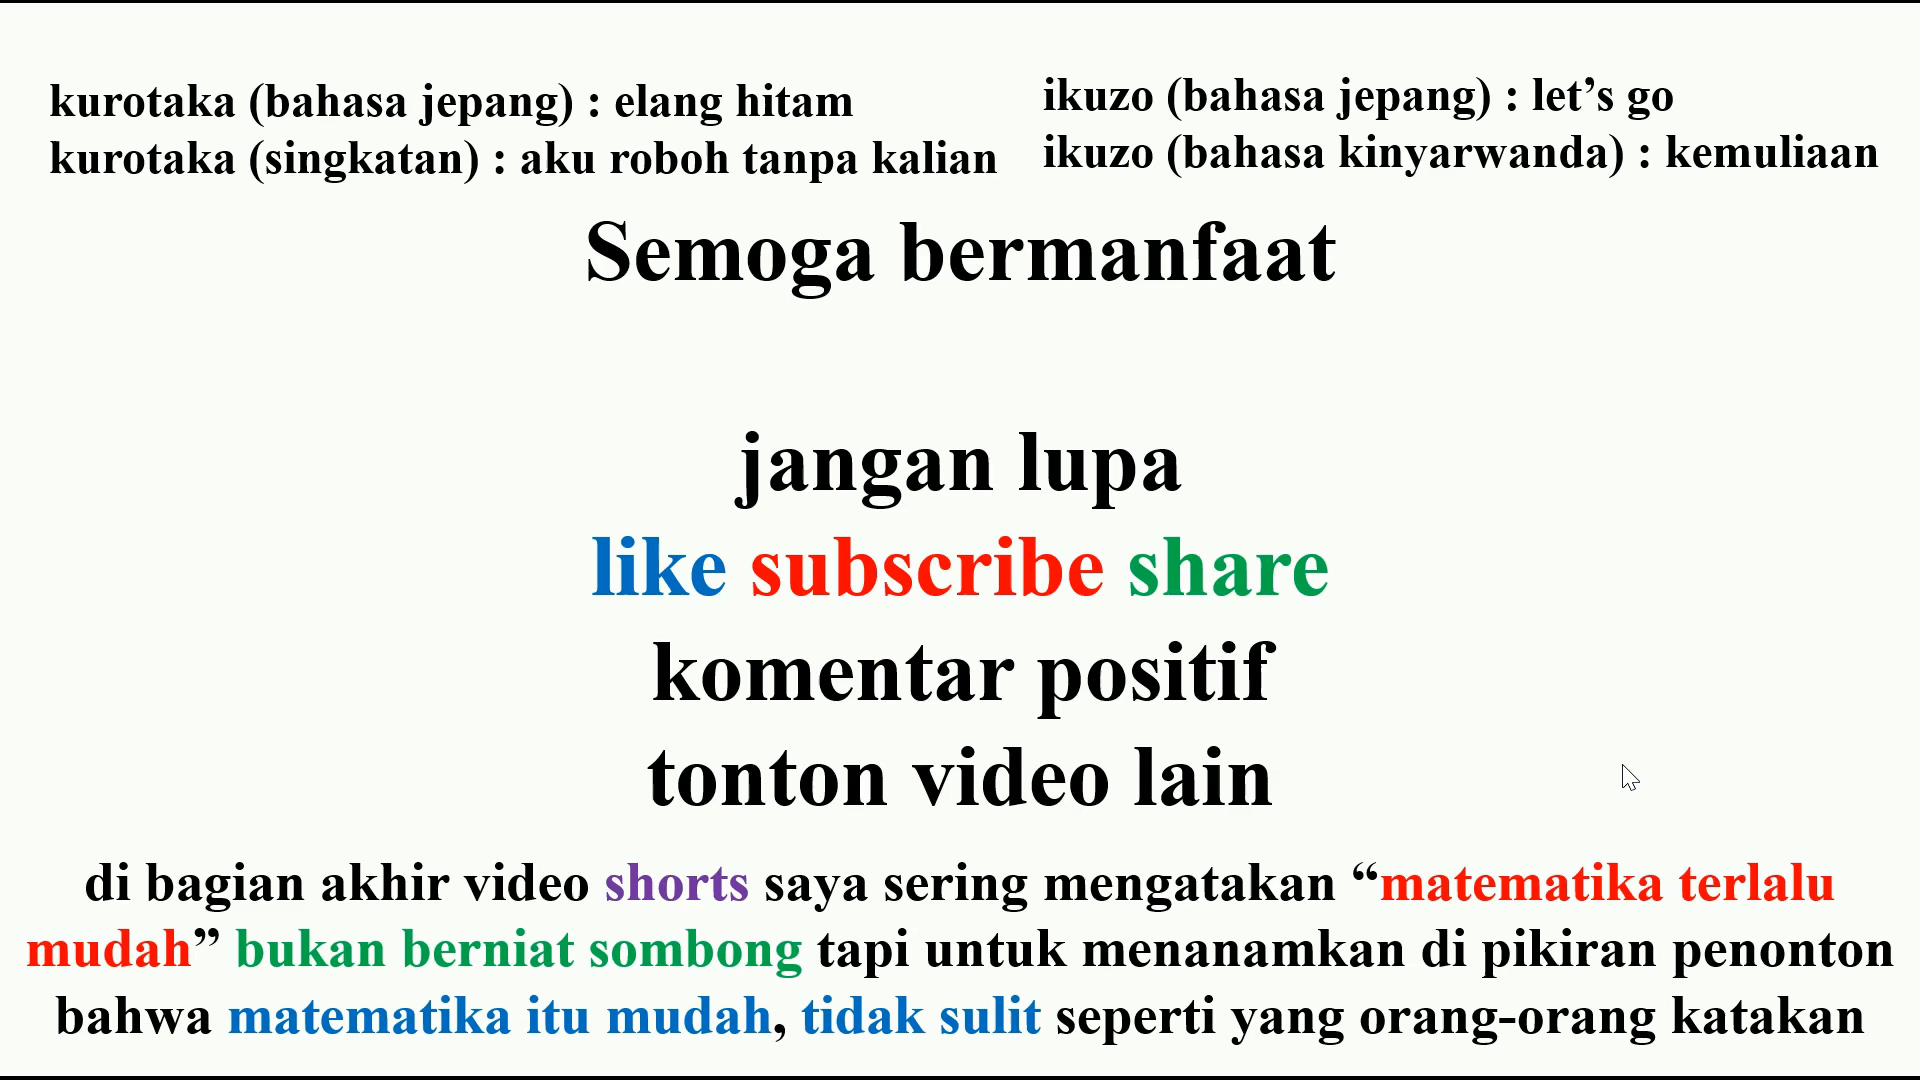 kurotaka (bahasa jepang) : elang hitam
kurotaka (singkatan) : aku roboh tanpa kalian
ikuzo (bahasa jepang) : let’s go
ikuzo (bahasa kinyarwanda) : kemuliaan
Semoga bermanfaat
jangan lupa
like subscribe share
komentar positif
tonton video lain
di bagian akhir video shorts saya sering mengatakan “matematika terlalu
mudah” bukan berniat sombong tapi untuk menanamkan di pikiran penonton
bahwa matematika itu mudah, tidak sulit seperti yang orang-orang katakan